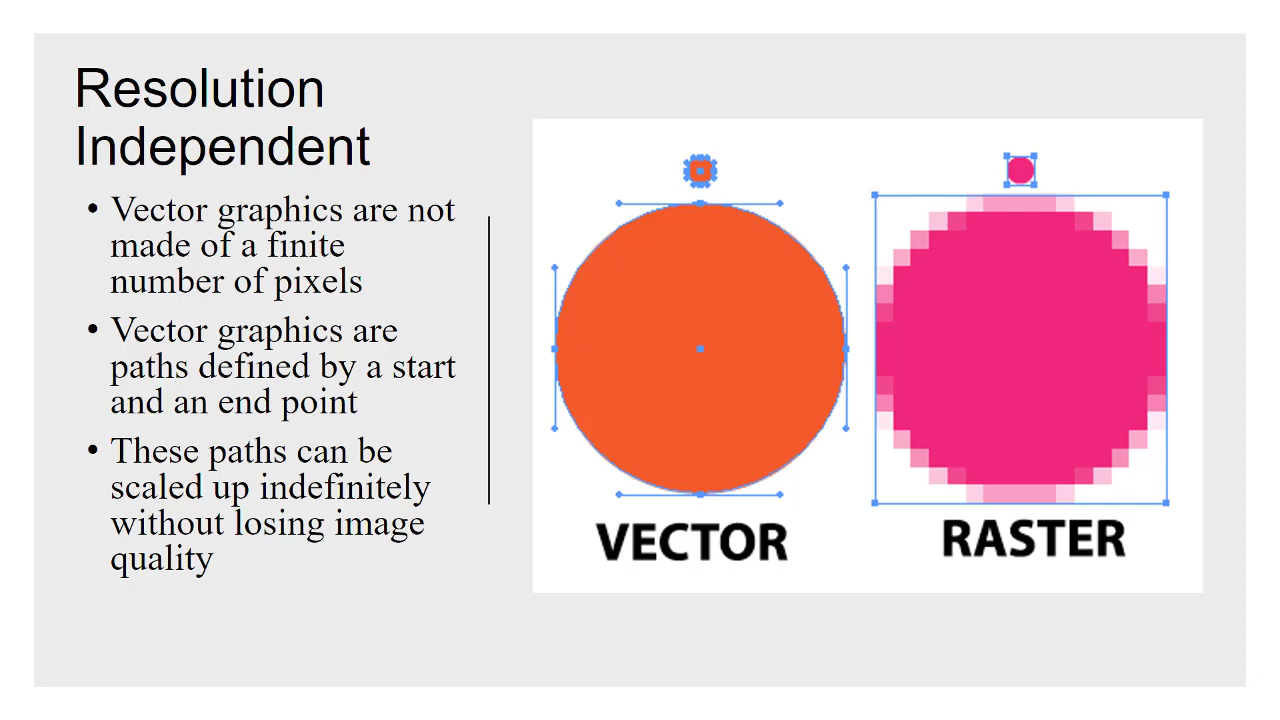 Resolution
Independent
• Vector graphics are not
made of a finite
number of pixels
• Vector graphics are
paths defined by a start
and an end point
• These paths can be
scaled up indefinitely
without losing image
quality
VECTOR
RASTER